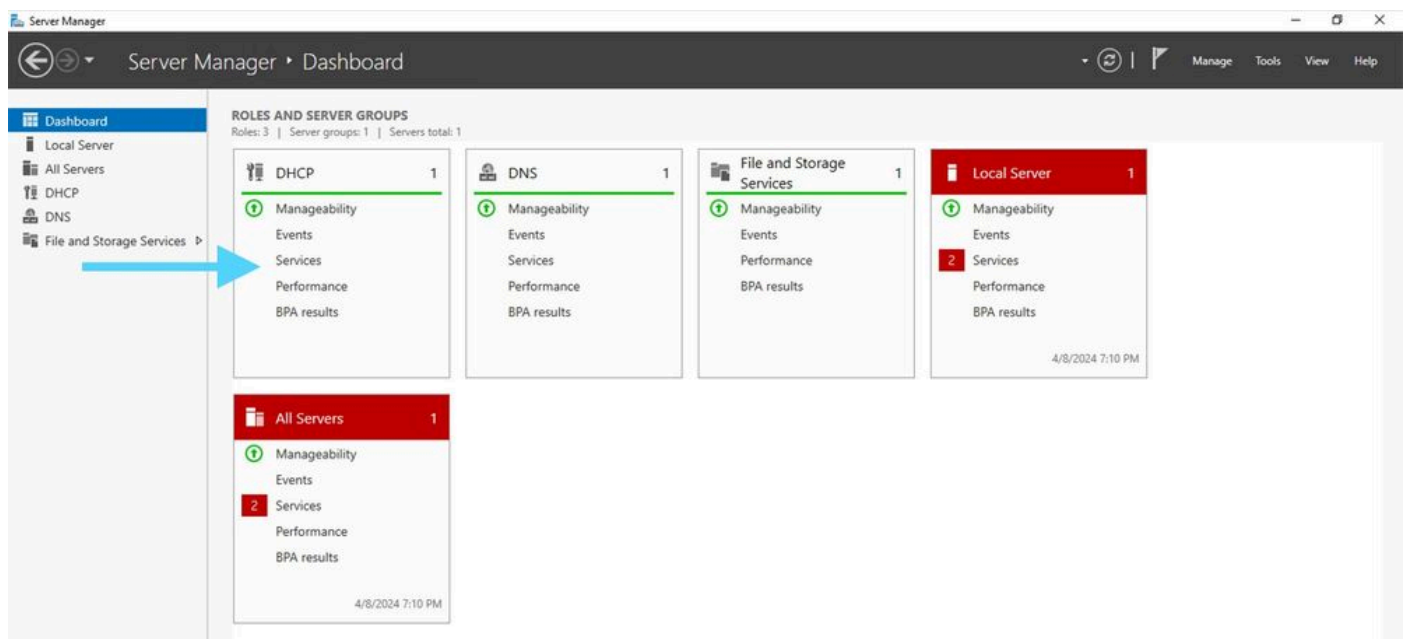 Server Manager
Server Manager ‣ Dashboard
Manage Tools View Help
Dashboard
Local Server
All Servers
DHCP
DNS
File and Storage Services
ROLES AND SERVER GROUPS
Roles: 3 | Server groups: 1 | Servers total: 1
DHCP 1
Manageability
Events
Services
Performance
BPA results
DNS 1
Manageability
Events
Services
Performance
BPA results
File and Storage
Services 1
Manageability
Events
Performance
BPA results
Local Server 1
Manageability
Events
2 Services
Performance
BPA results
4/8/2024 7:10 PM
All Servers 1
Manageability
Events
2 Services
Performance
BPA results
4/8/2024 7:10 PM